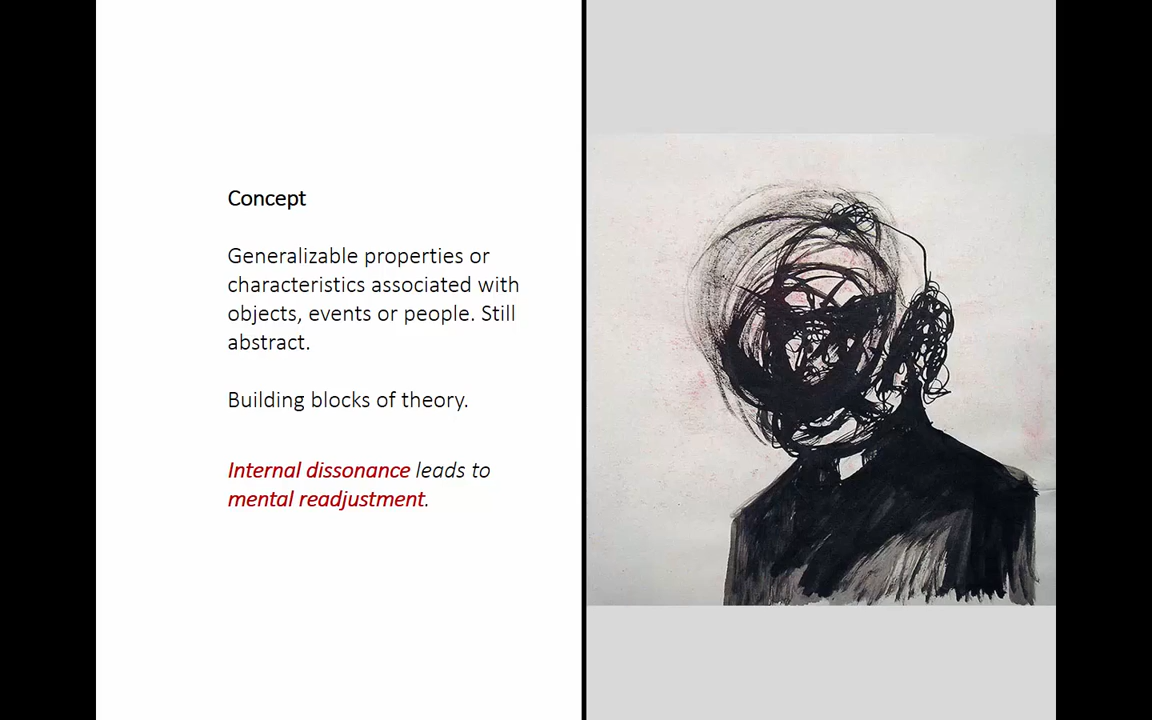 Concept
Generalizable properties or
characteristics associated with
objects, events or people. Still
abstract.
Building blocks of theory.
Internal dissonance leads to
mental readjustment.